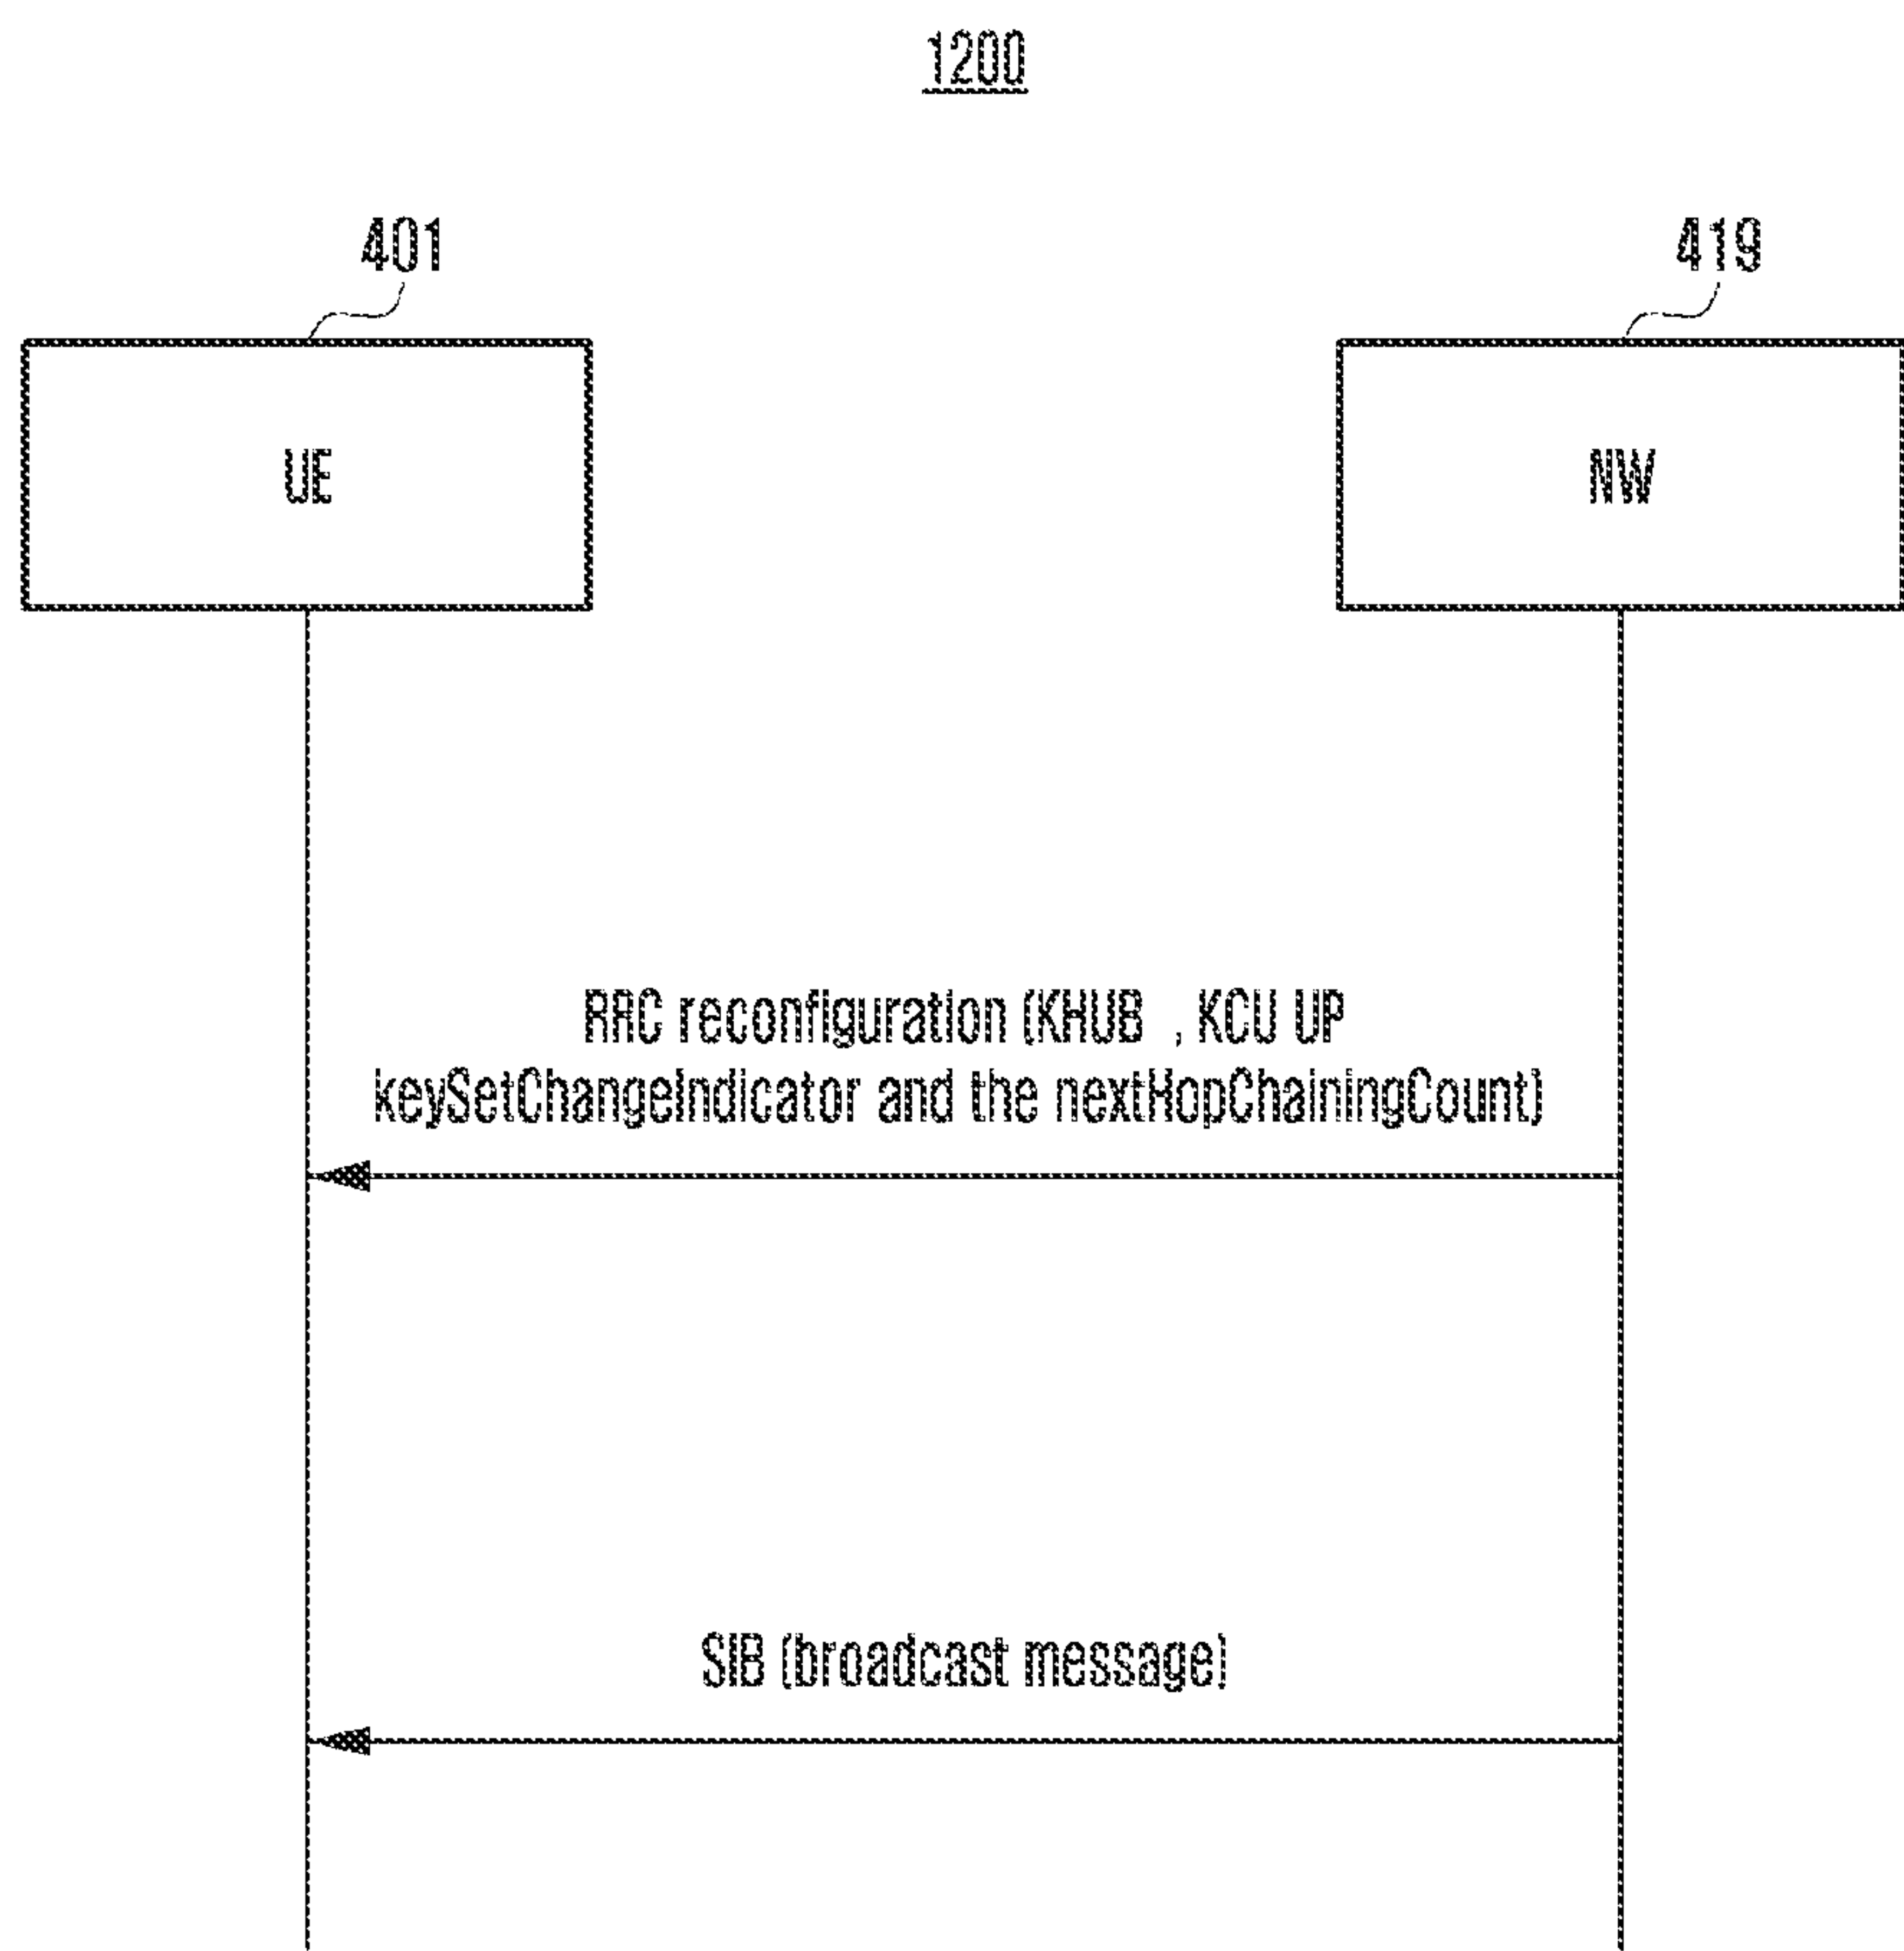 1200
401
419
UE
NW
RRC reconfiguration (KHUB , KCU UP
keySetChangeIndicator and the nextHopChainingCount)
SIB (broadcast message)